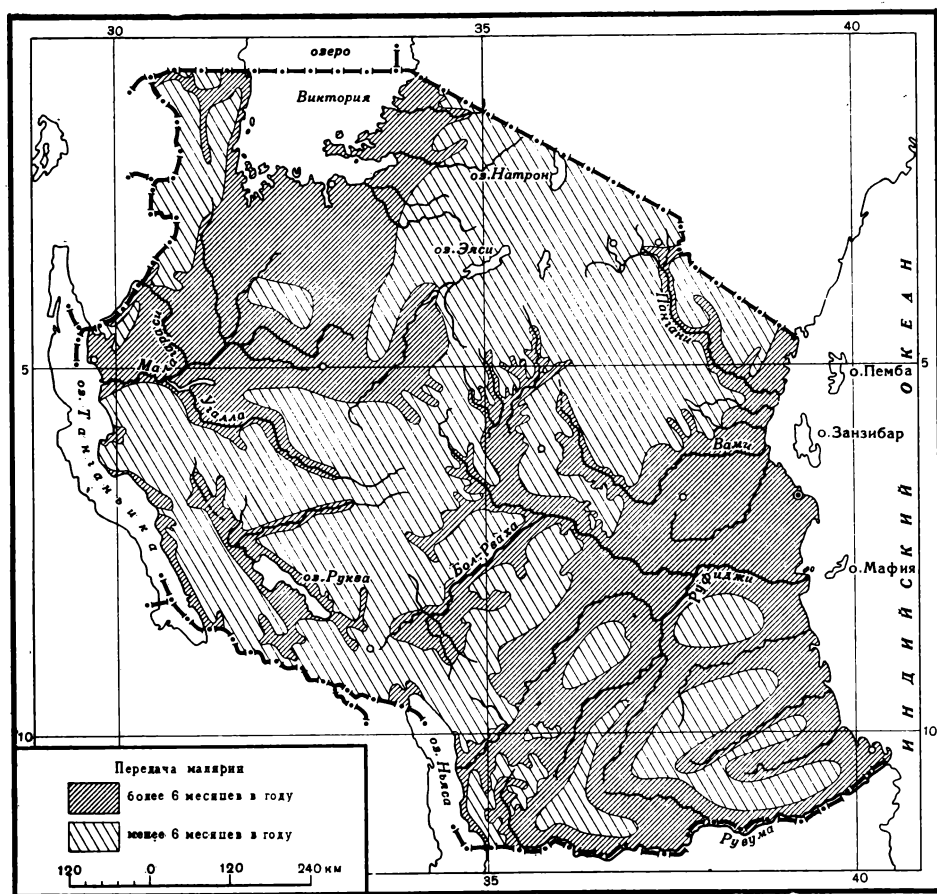 30
35
40
озеро
Виктория
оз. Натрон
оз. Эяси
Пангани
Малагараси
5
о. Пемба
Угалла
оз. Танганьика
о. Занзибар
Вами
Бол. Рваха
оз. Руква
Руфиджи
о. Мафия
ИНДИЙСКИЙ ОКЕАН
10
10
оз. Ньяса
Рувума
Передача малярии
более 6 месяцев в году
менее 6 месяцев в году
120 0 120 240 км
35
40